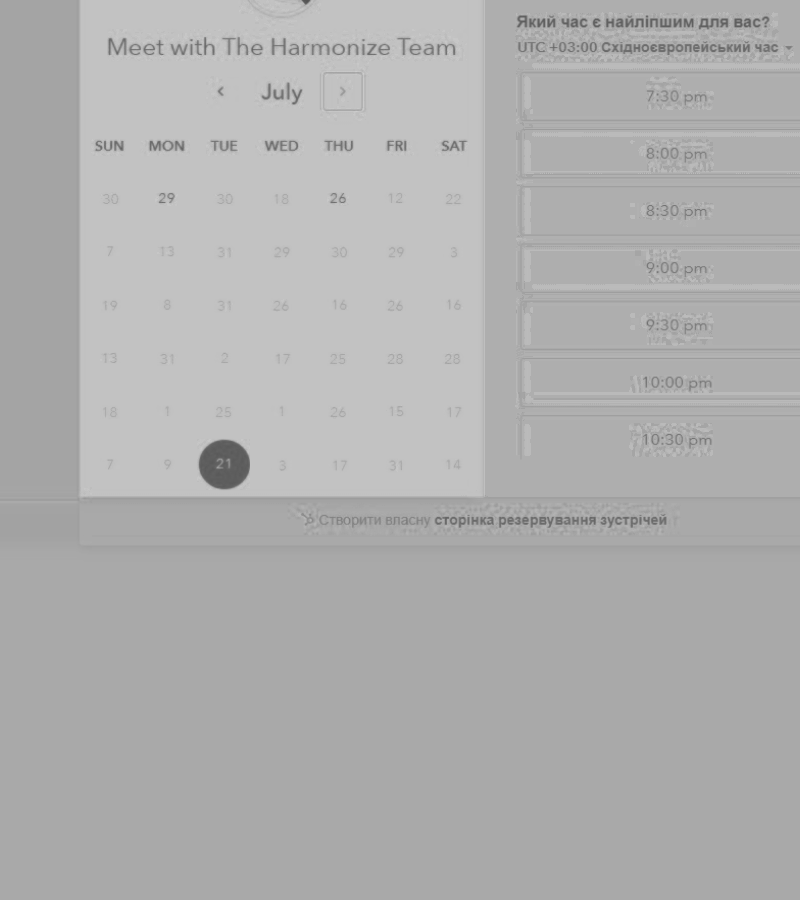 Meet with The Harmonize Team
July
SUN MON TUE WED THU FRI SAT
30 29 30 18 18 26 12 22
7 13 31 29 30 29 3
19 8 31 26 16 26 16
13 31 2 17 25 28 28
18 1 25 1 26 15 17
7 9 21 3 17 31 14
Який час є найліпшим для вас?
UTC +03:00 Східноєвропейський час
7:30 pm
8:00 pm
8:30 pm
9:00 pm
9:30 pm
10:00 pm
10:30 pm
Створити власну сторінка резервування зустрічей